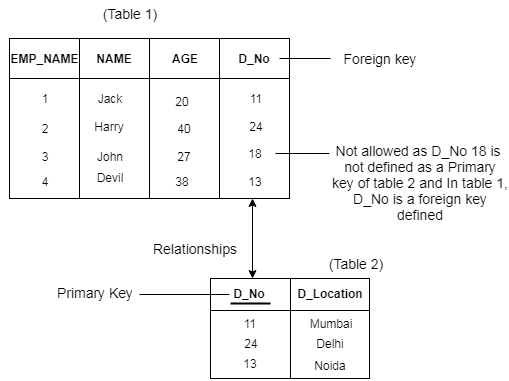 (Table 1)
EMP_NAME NAME AGE D_No Foreign key
1 Jack 20 11
2 Harry 40 24
3 John 27 18 Not allowed as D_No 18 is
not defined as a Primary
4 Devil 38 13 key of table 2 and In table 1,
D_No is a foreign key
defined
Relationships
(Table 2)
Primary Key D_No D_Location
11 Mumbai
24 Delhi
13 Noida